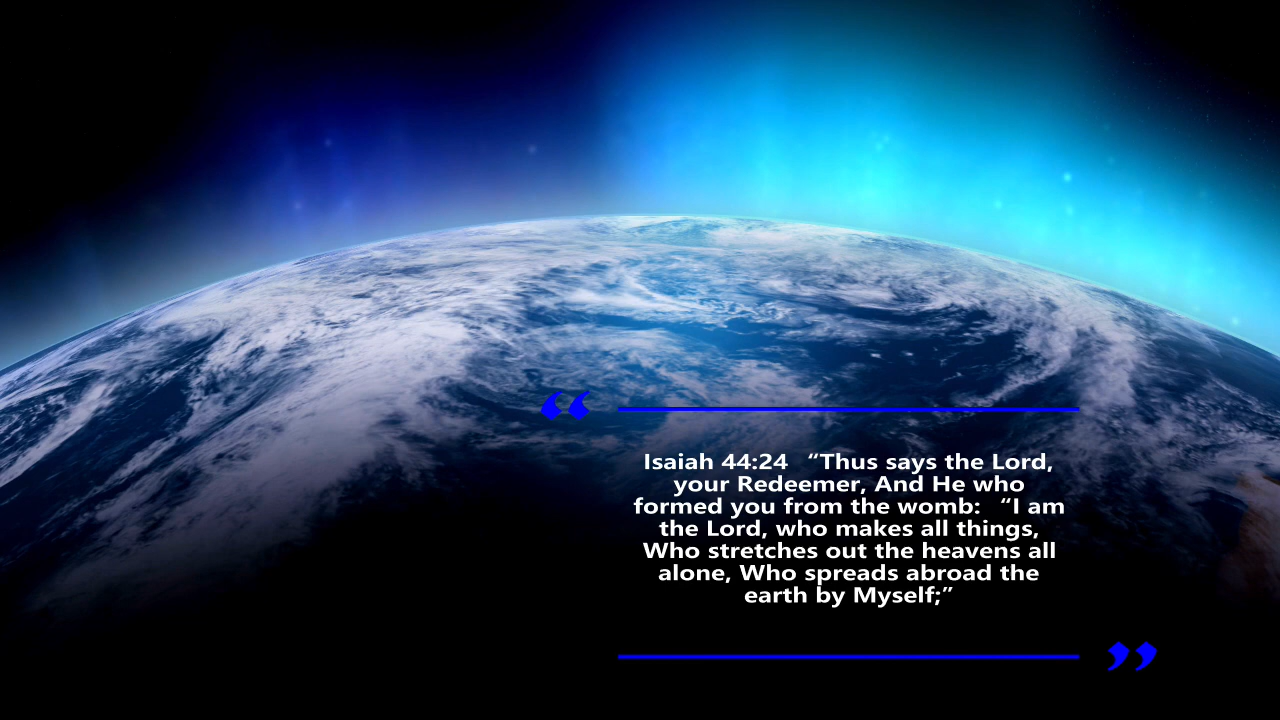 “
Isaiah 44:24 “Thus says the Lord,
your Redeemer, And He who
formed you from the womb: “I am
the Lord, who makes all things,
Who stretches out the heavens all
alone, Who spreads abroad the
earth by Myself;”
”